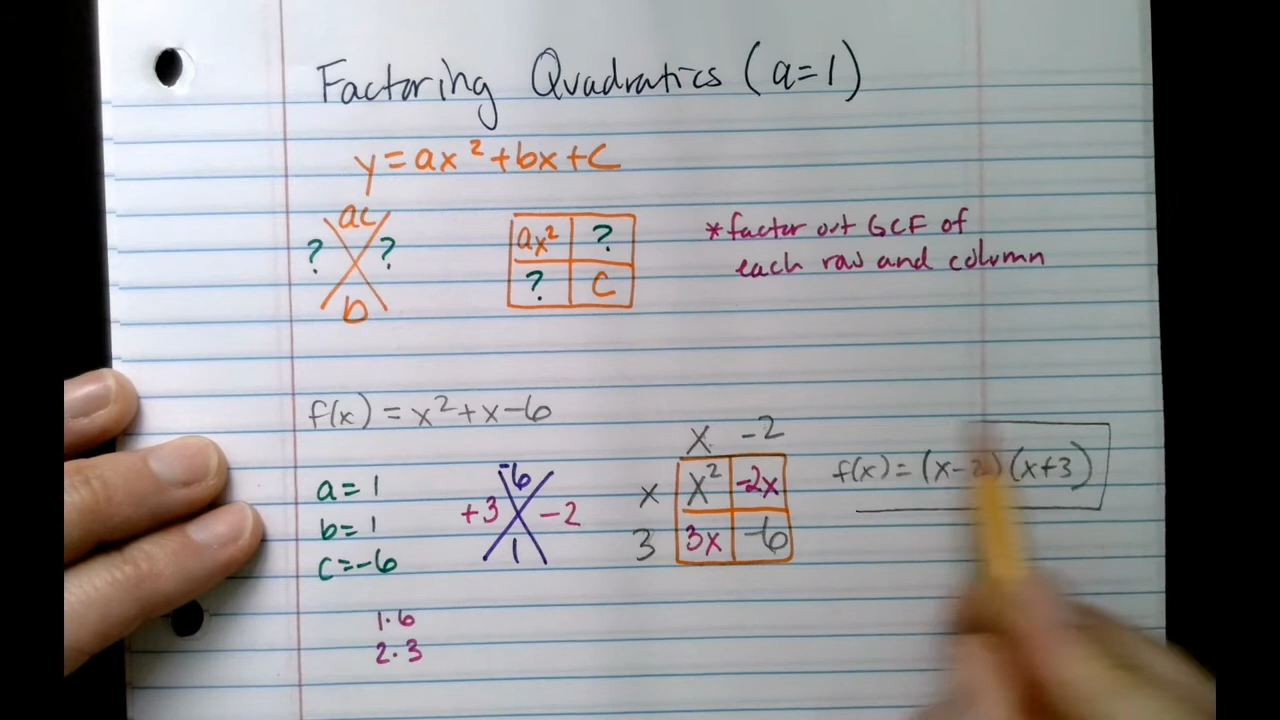 Factoring Quadratics (a=1)
y=ax²+bx+c
ac
? ?
b
ax² ?
? c
*factor out GCF of
each row and column
f(x)=x²+x-6
a=1
b=1
c=-6
1·6
2·3
-6
+3 -2
1
x -2
x x² -2x
3 3x -6
f(x)=(x-2)(x+3)